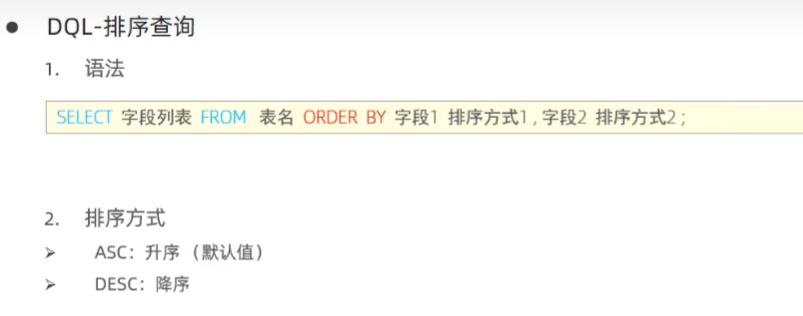 ● DQL-排序查询
1. 语法
SELECT 字段列表 FROM 表名 ORDER BY 字段1 排序方式1 , 字段2 排序方式2 ;
2. 排序方式
➢ ASC：升序（默认值）
➢ DESC：降序